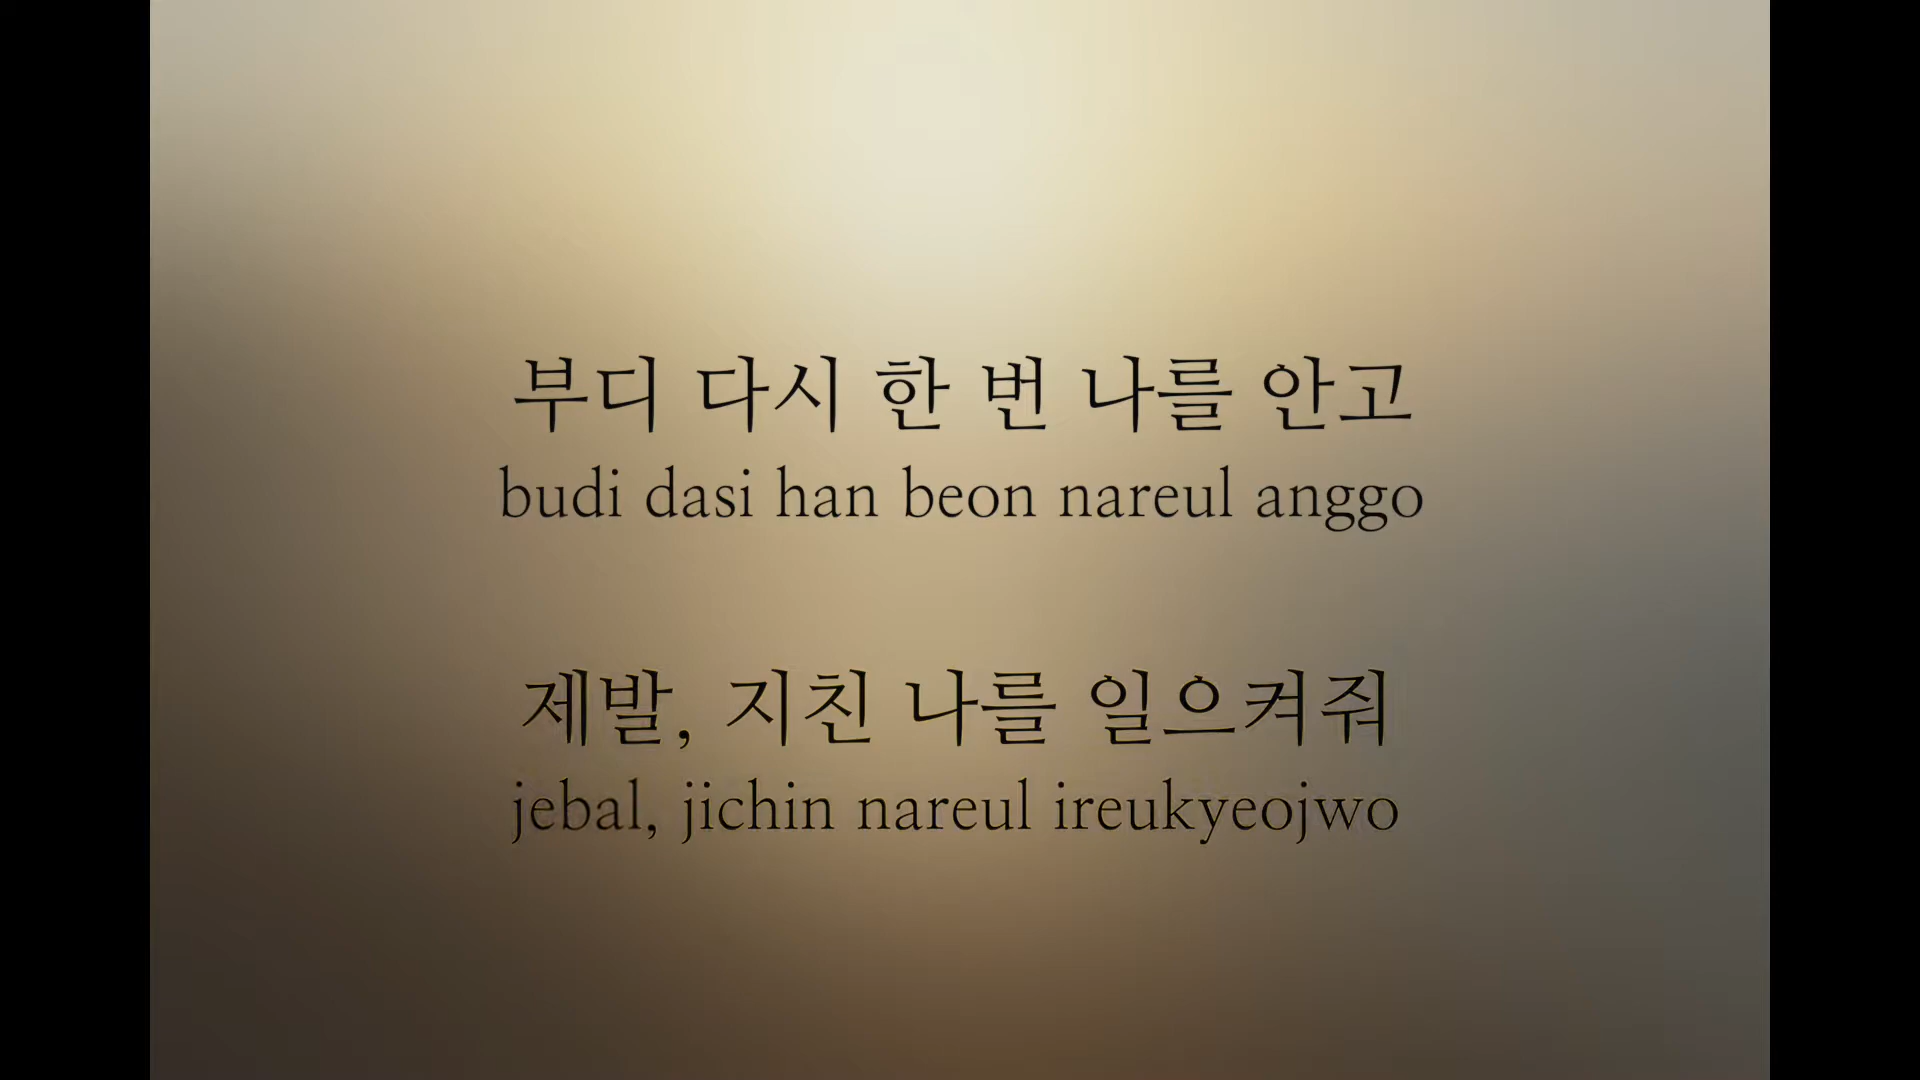 부디 다시 한 번 나를 안고
budi dasi han beon nareul anggo
제발, 지친 나를 일으켜줘
jebal, jichin nareul ireukyeojwo